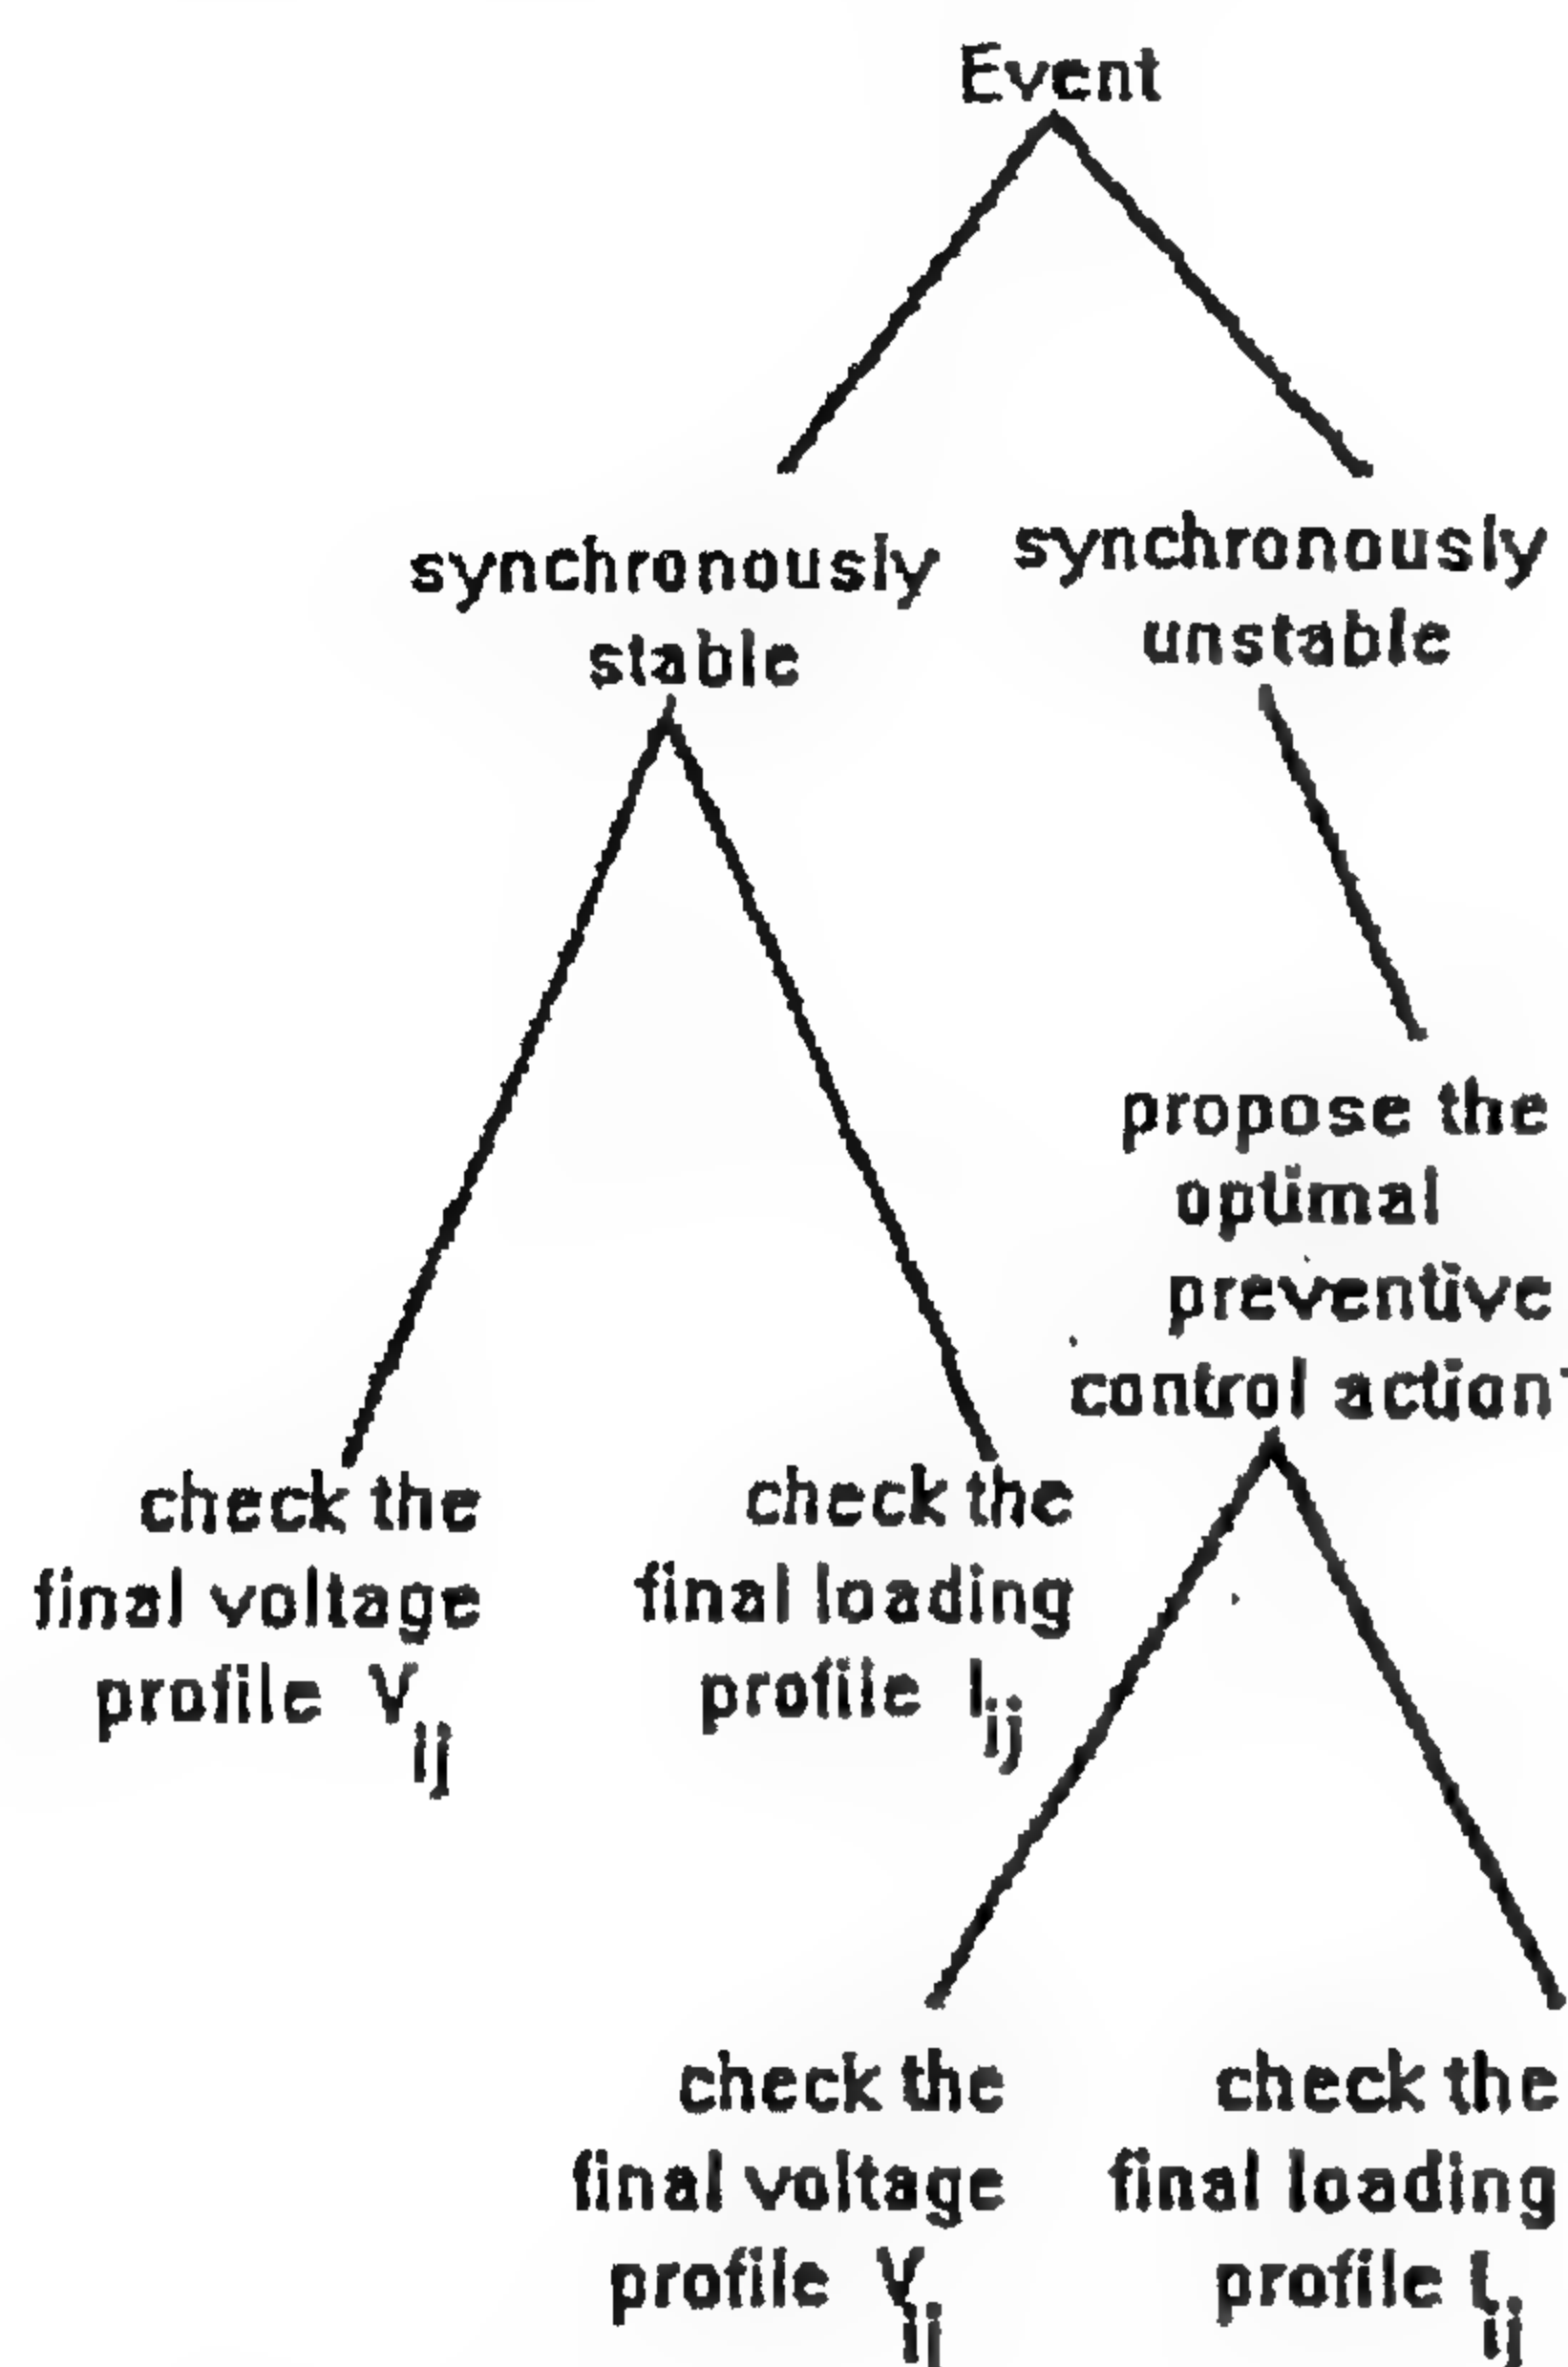 Event
synchronously
stable
synchronously
unstable
propose the
optimal
preventive
control action
check the
final voltage
profile V
ij
check the
final loading
profile I
ij
check the
final voltage
profile V
ij
check the
final loading
profile I
ij